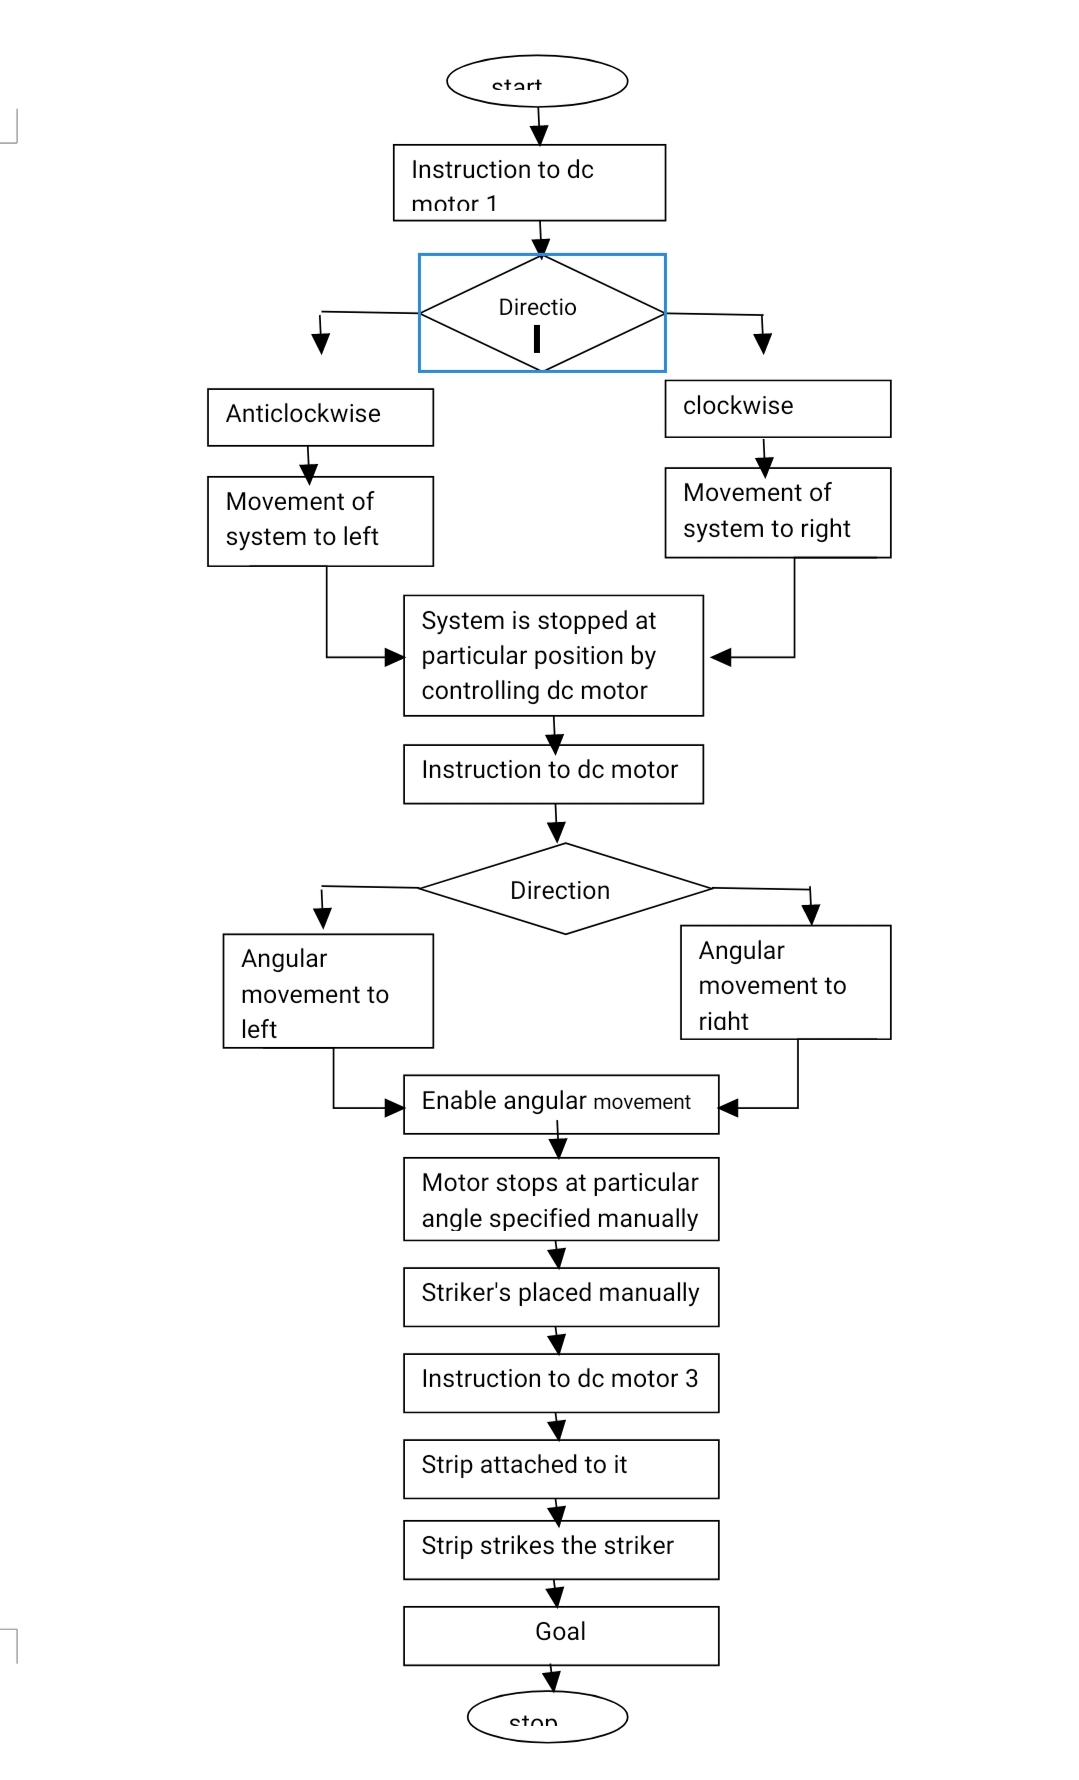 start
Instruction to dc
motor 1
Directio
Anticlockwise
clockwise
Movement of
system to left
Movement of
system to right
System is stopped at
particular position by
controlling dc motor
Instruction to dc motor
Direction
Angular
movement to
left
Angular
movement to
right
Enable angular movement
Motor stops at particular
angle specified manually
Striker's placed manually
Instruction to dc motor 3
Strip attached to it
Strip strikes the striker
Goal
stop